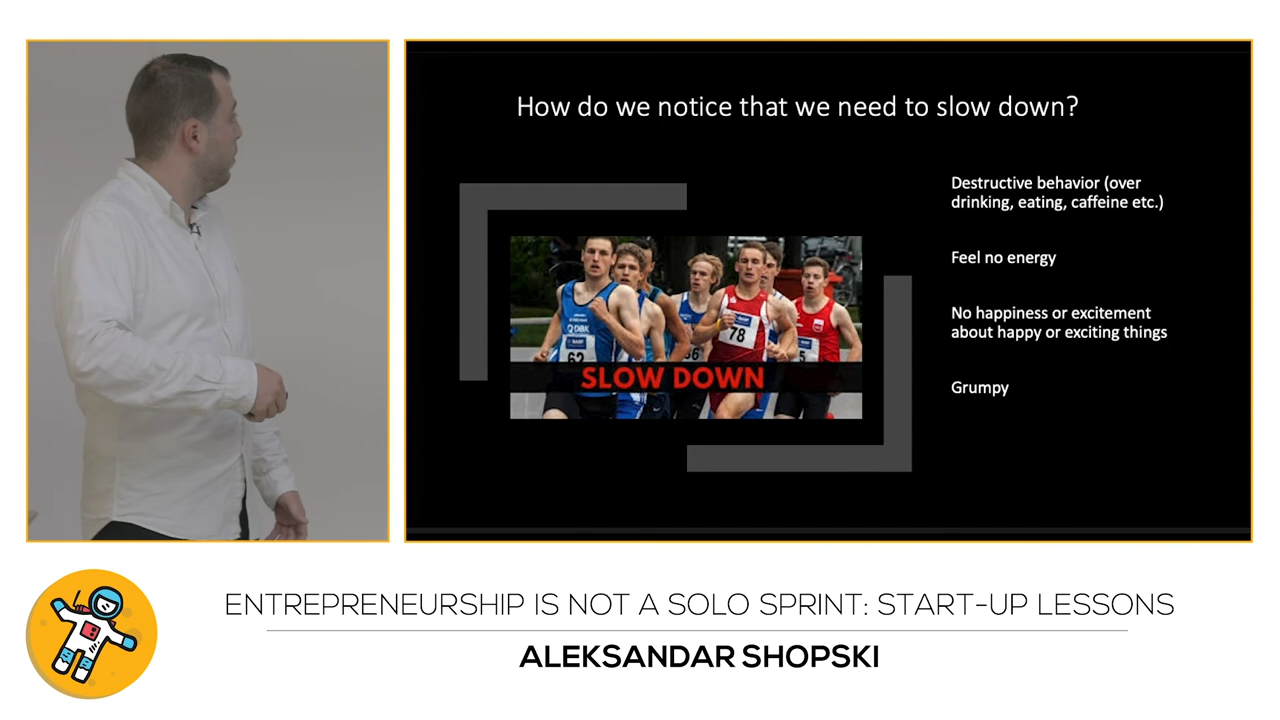 How do we notice that we need to slow down?
Destructive behavior (over
drinking, eating, caffeine etc.)
Feel no energy
No happiness or excitement
about happy or exciting things
Grumpy
62
78
SLOW DOWN
ENTREPRENEURSHIP IS NOT A SOLO SPRINT: START-UP LESSONS
ALEKSANDAR SHOPSKI